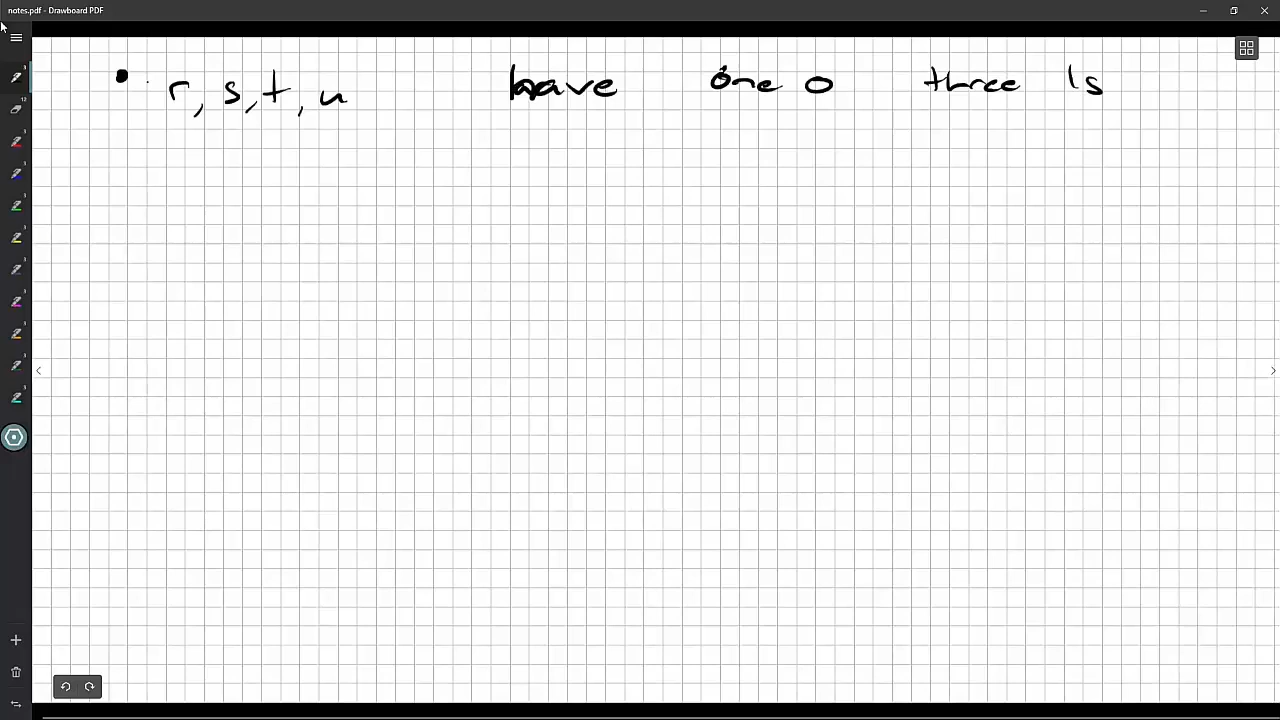 notes.pdf - Drawboard PDF
• r, s, t, u have one 0 three 1s